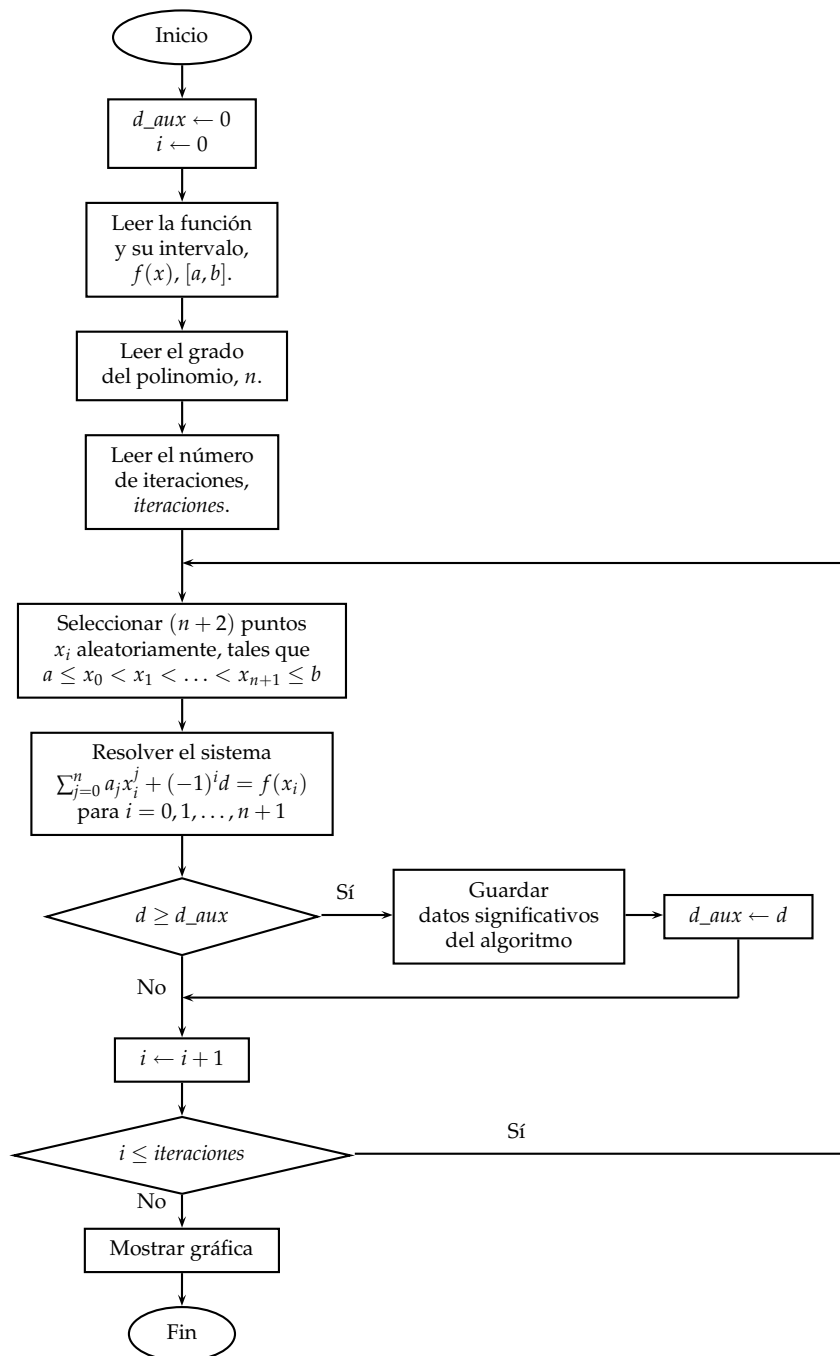 Inicio
d_aux ← 0
i ← 0
Leer la función
y su intervalo,
f(x), [a, b].
Leer el grado
del polinomio, n.
Leer el número
de iteraciones,
iteraciones.
Seleccionar (n + 2) puntos
x_i aleatoriamente, tales que
a ≤ x_0 < x_1 < … < x_{n+1} ≤ b
Resolver el sistema
∑_{j=0}^{n} a_j x_i^j + (−1)^i d = f(x_i)
para i = 0, 1, …, n + 1
d ≥ d_aux
Sí
Guardar
datos significativos
del algoritmo
d_aux ← d
No
i ← i + 1
i ≤ iteraciones
Sí
No
Mostrar gráfica
Fin